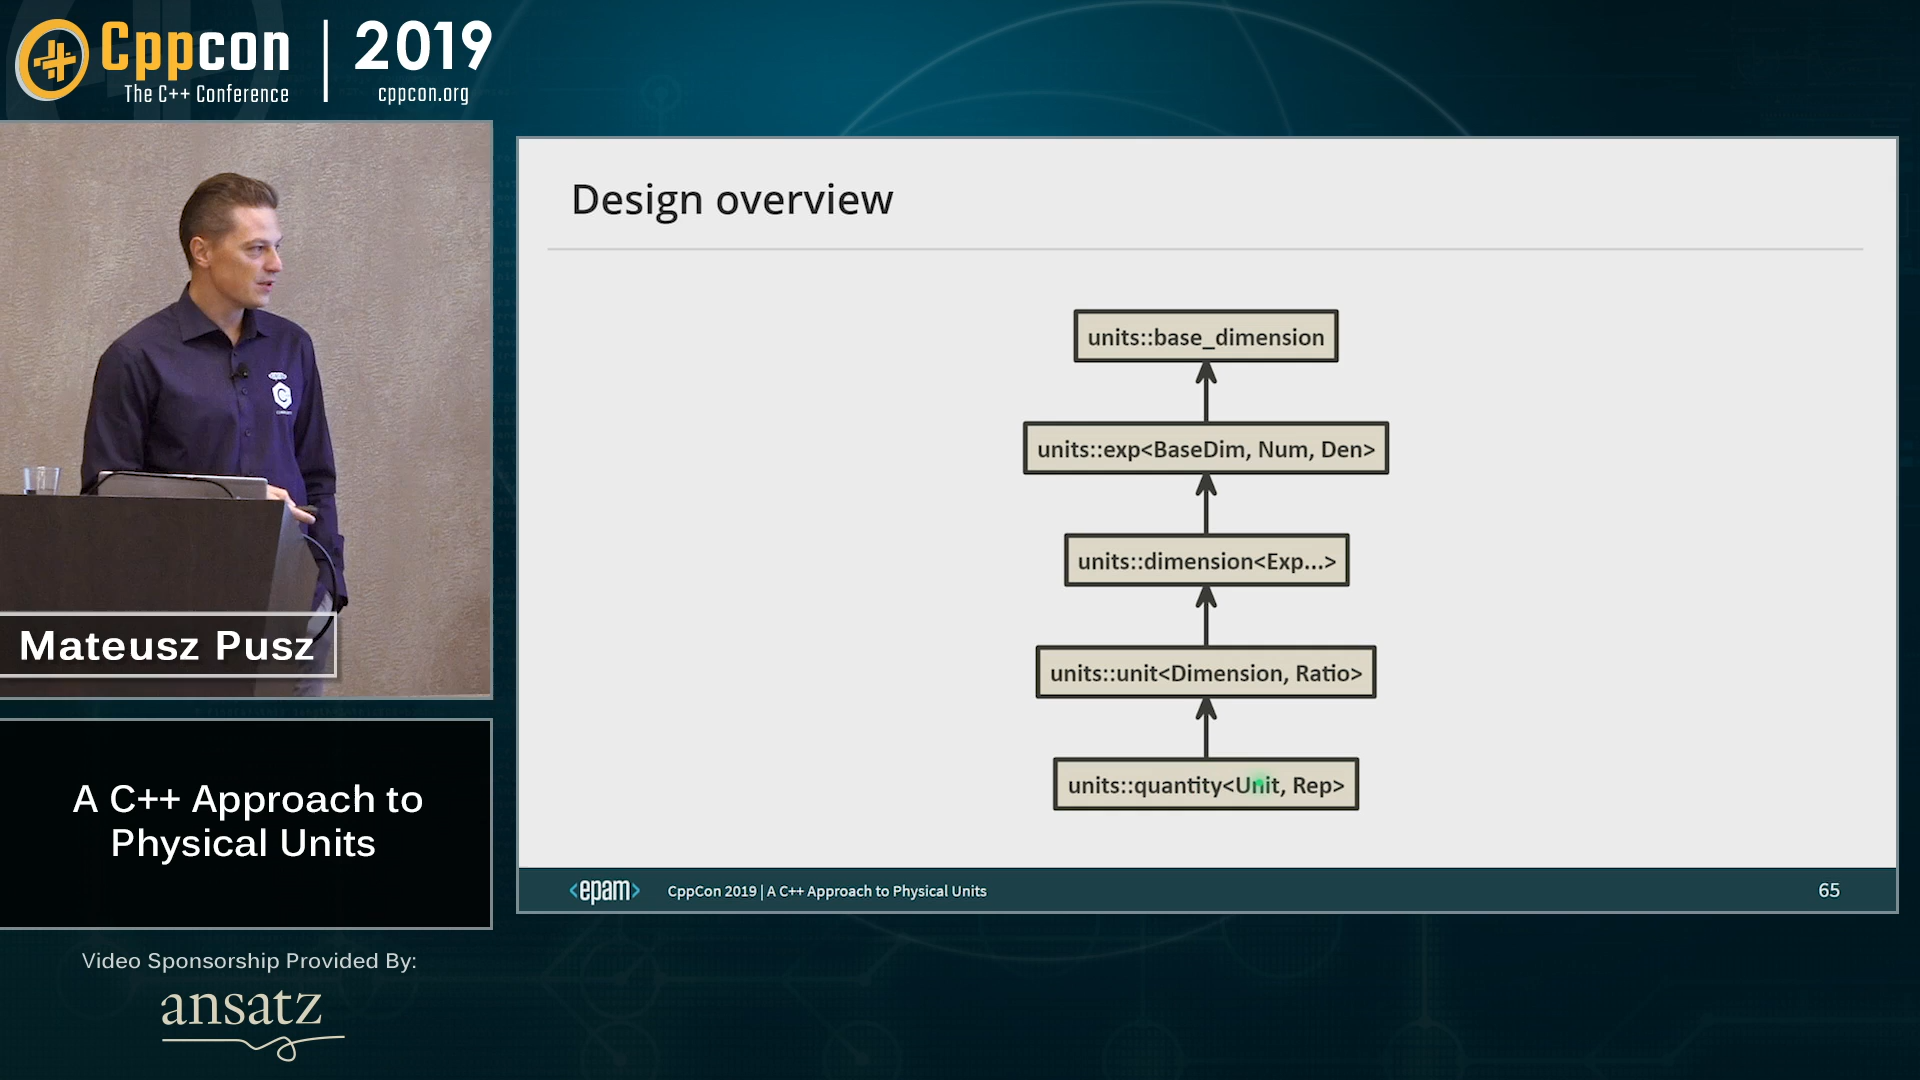 Cppcon
The C++ Conference
2019
cppcon.org
Mateusz Pusz
A C++ Approach to
Physical Units
Video Sponsorship Provided By:
ansatz
Design overview
units::base_dimension
units::exp<BaseDim, Num, Den>
units::dimension<Exp...>
units::unit<Dimension, Ratio>
units::quantity<Unit, Rep>
<epam>
CppCon 2019 | A C++ Approach to Physical Units
65